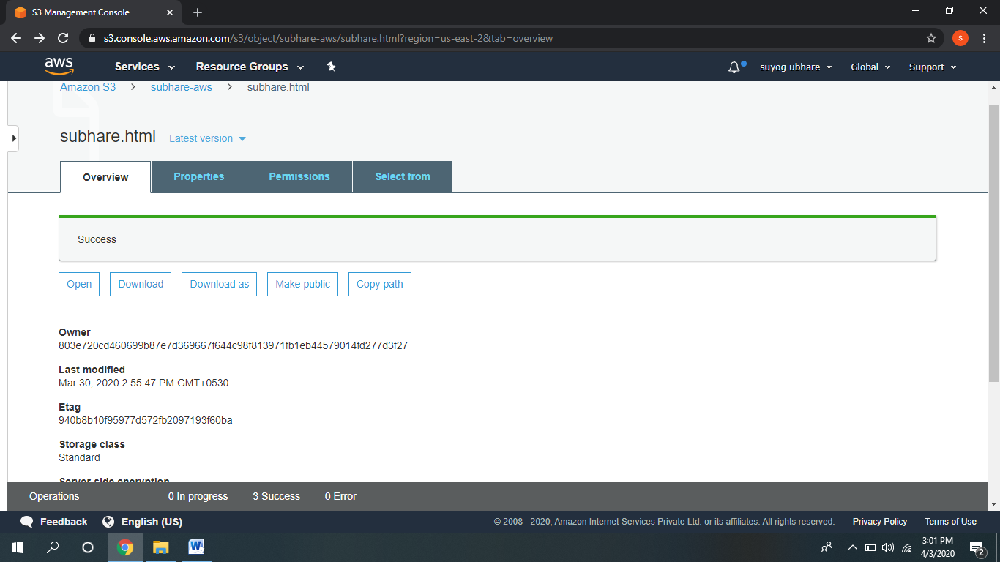 S3 Management Console
s3.console.aws.amazon.com/s3/object/subhare-aws/subhare.html?region=us-east-2&tab=overview
s
aws Services Resource Groups suyog ubhare Global Support
Amazon S3 > subhare-aws > subhare.html
subhare.html Latest version
Overview Properties Permissions Select from
Success
Open Download Download as Make public Copy path
Owner
803e720cd460699b87e7d369667f644c98f813971fb1eb44579014fd277d3f27
Last modified
Mar 30, 2020 2:55:47 PM GMT+0530
Etag
940b8b10f95977d572fb2097193f60ba
Storage class
Standard
Server-side encryption
Operations 0 In progress 3 Success 0 Error
Feedback English (US) © 2008 - 2020, Amazon Internet Services Private Ltd. or its affiliates. All rights reserved. Privacy Policy Terms of Use
3:01 PM
4/3/2020
2